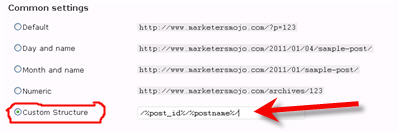 Common settings
Default http://www.marketersmojo.com/?p=123
Day and name http://www.marketersmojo.com/2011/01/04/sample-post/
Month and name http://www.marketersmojo.com/2011/01/sample-post/
Numeric http://www.marketersmojo.com/archives/123
Custom Structure /%post_id%/%postname%/